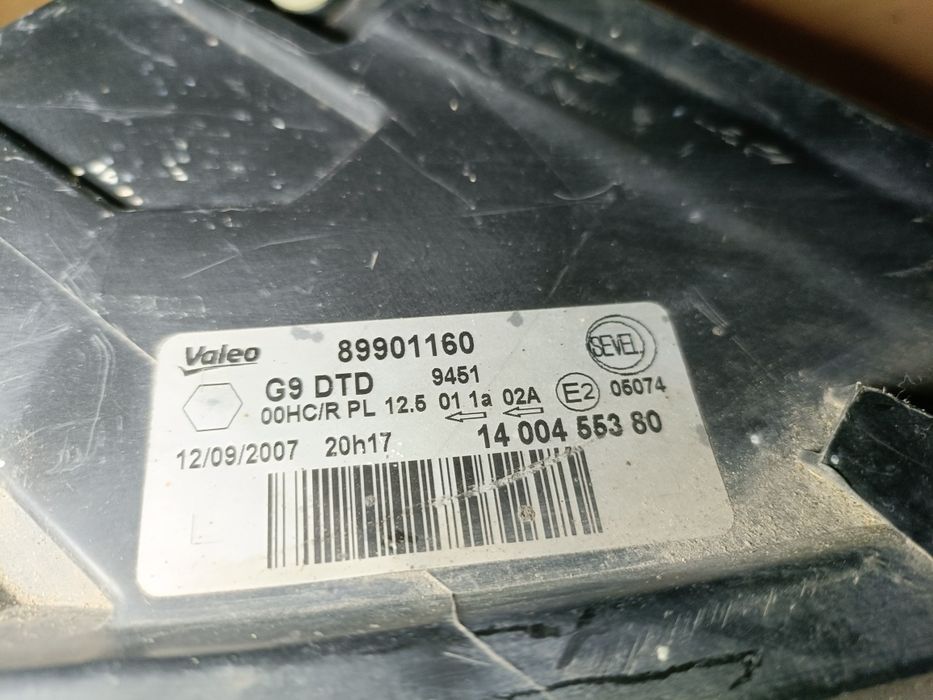 Valeo 89901160 SEVEL
G9 DTD 9451
00HC/R PL 12.5 01 1a 02A E2 05074
12/09/2007 20h17 14 004 553 80
L